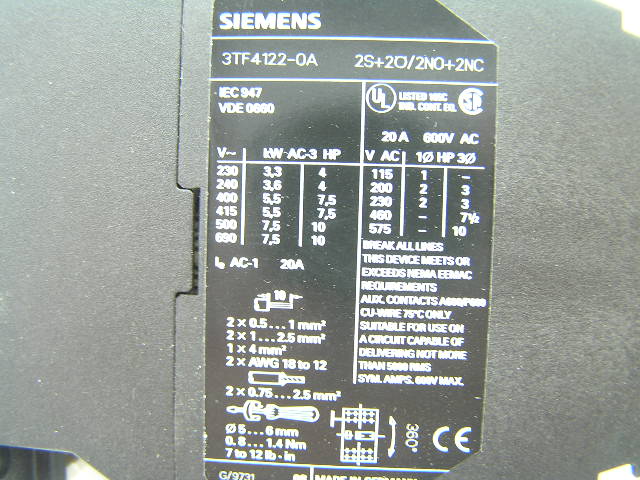 SIEMENS
3TF4122-0A 2S+2Ö/2NO+2NC
IEC 947
VDE 0660
UL LISTED IND. CONT. EQ. SA
20 A 600V AC
V~ kW-AC-3 HP
230 3,3 4
240 3,6 4
400 5,5 7,5
415 5,5 7,5
500 7,5 10
690 7,5 10
AC-1 20A
V AC 1Ø HP 3Ø
115 1 –
200 2 3
230 2 3
460 – 7½
575 – 10
BREAK ALL LINES
THIS DEVICE MEETS OR
EXCEEDS NEMA EEMAC
REQUIREMENTS
AUX. CONTACTS A600/P600
CU-WIRE 75°C ONLY
SUITABLE FOR USE ON
A CIRCUIT CAPABLE OF
DELIVERING NOT MORE
THAN 5000 RMS
SYM. AMPS. 600V MAX.
10
2 × 0.5...1 mm²
2 × 1...2.5 mm²
1 × 4 mm²
2 × AWG 18 to 12
2 × 0.75...2.5 mm²
Ø 5...6 mm
0.8...1.4 Nm
7 to 12 lb · in
360°
CE
G/9731 MADE IN GERMANY